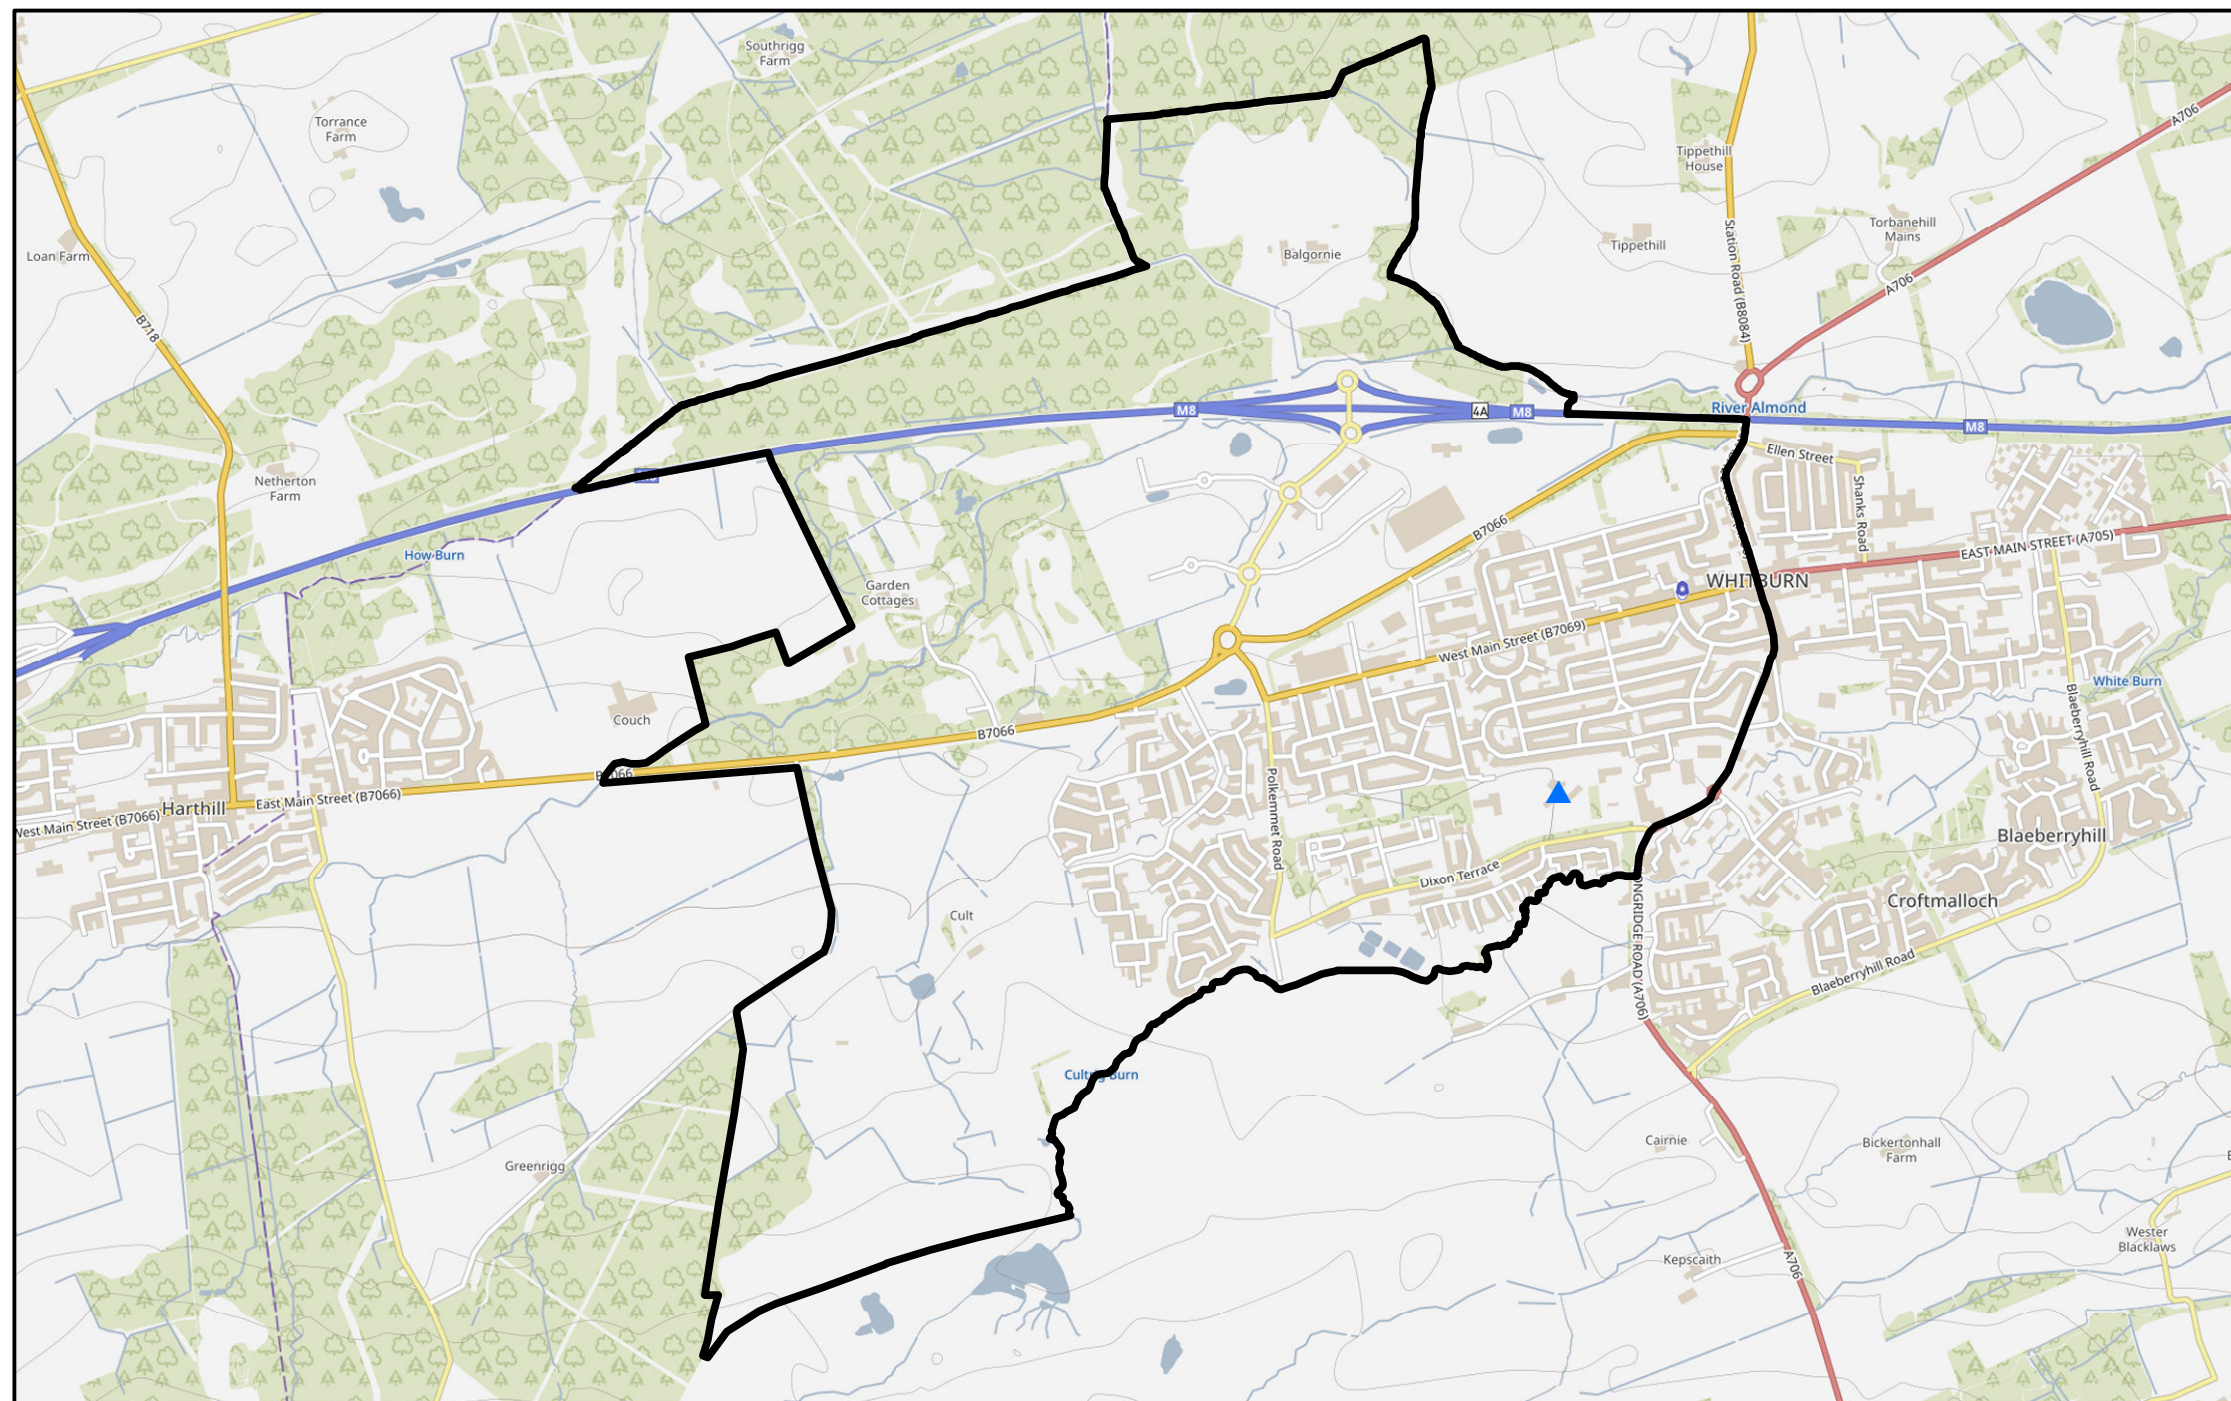 Southrigg
Farm
Torrance
Farm
A706
Tippethill
House
Loan Farm
Balgornie
Tippethill
Torbanehill
Mains
Station Road (B8084)
A706
B718
M8
4A
M8
River Almond
M8
Ellen Street
Shanks Road
Netherton
Farm
How Burn
B7066
EAST MAIN STREET (A705)
WHITBURN
Garden
Cottages
West Main Street (B7069)
White Burn
Blaeberryhill Road
Couch
B7066
Polkemmet Road
East Main Street (B7066)
Harthill
West Main Street (B7066)
Blaeberryhill
Dixon Terrace
Croftmalloch
Cult
Blaeberryhill Road
(A706)
Cultrig Burn
Cairnie
Bickertonhall
Farm
Greenrigg
Wester
Blacklaws
Kepscaith
A706